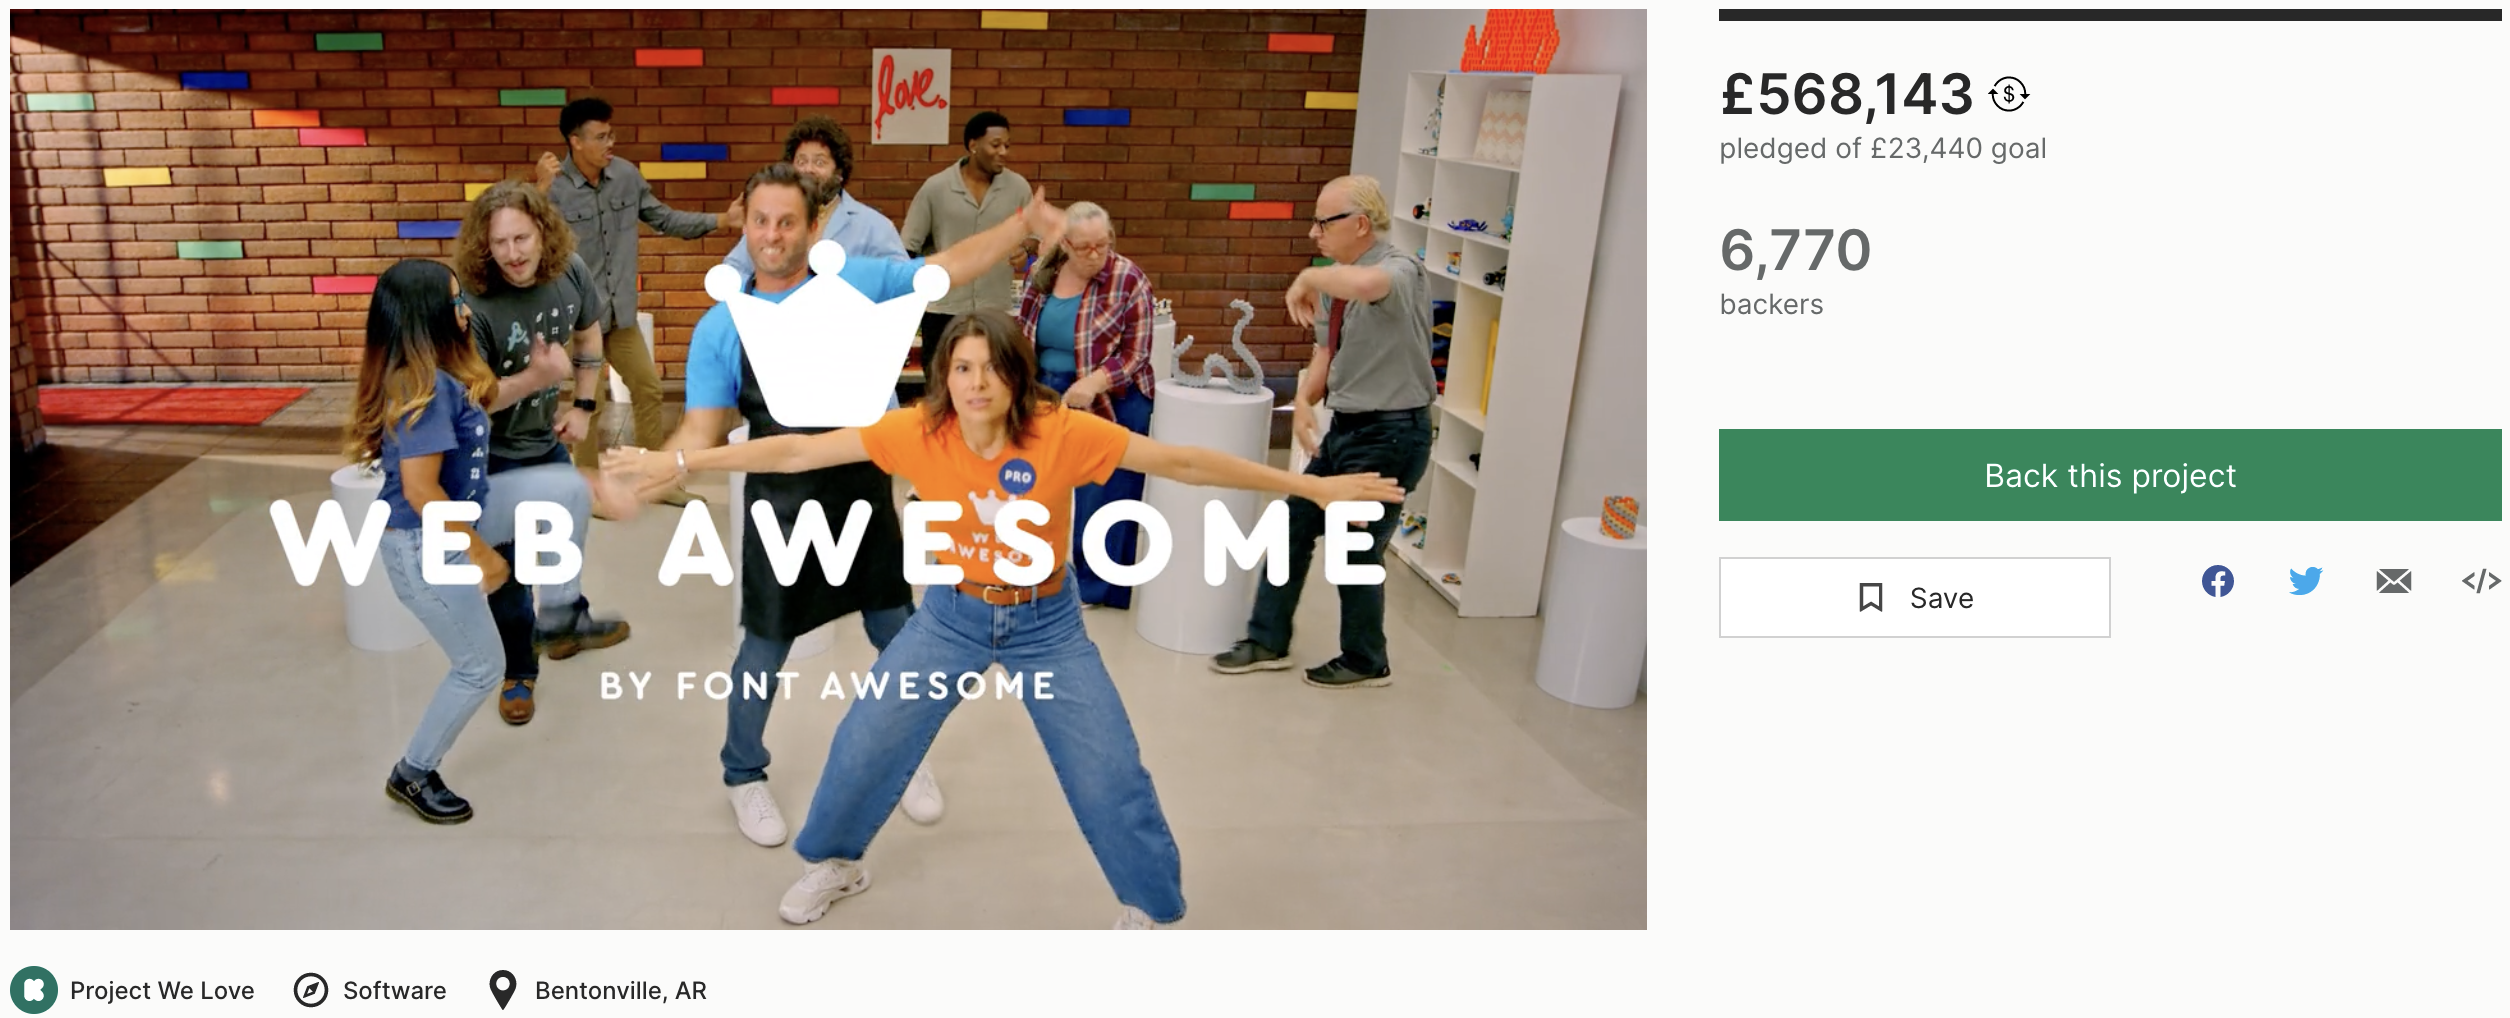 love.
PRO
WEB AWESOME
BY FONT AWESOME
£568,143
pledged of £23,440 goal
6,770
backers
Back this project
Save
Project We Love
Software
Bentonville, AR